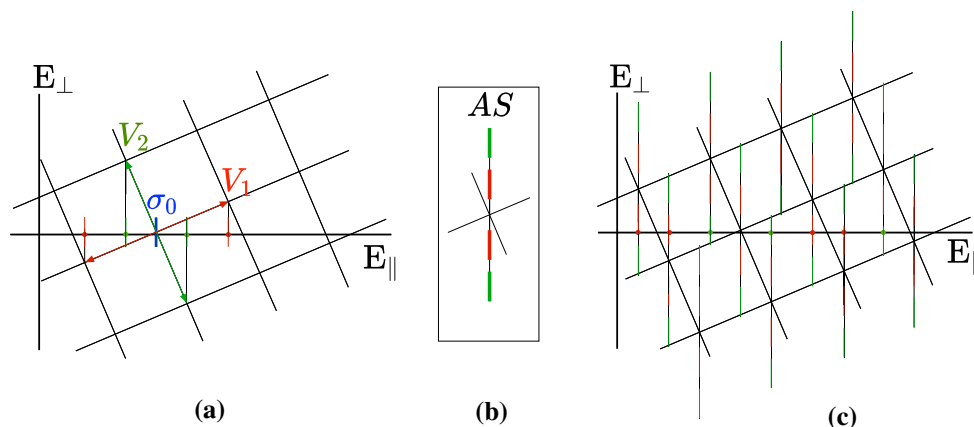 E⊥
V₂
V₁
σ₀
E∥
(a)
AS
(b)
E⊥
E∥
(c)